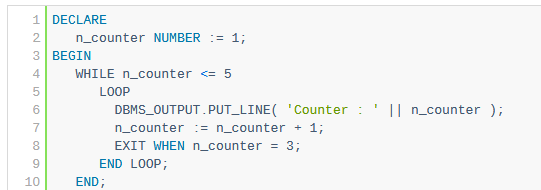 1 DECLARE
2    n_counter NUMBER := 1;
3 BEGIN
4    WHILE n_counter <= 5
5       LOOP
6         DBMS_OUTPUT.PUT_LINE( 'Counter : ' || n_counter );
7         n_counter := n_counter + 1;
8         EXIT WHEN n_counter = 3;
9       END LOOP;
10    END;